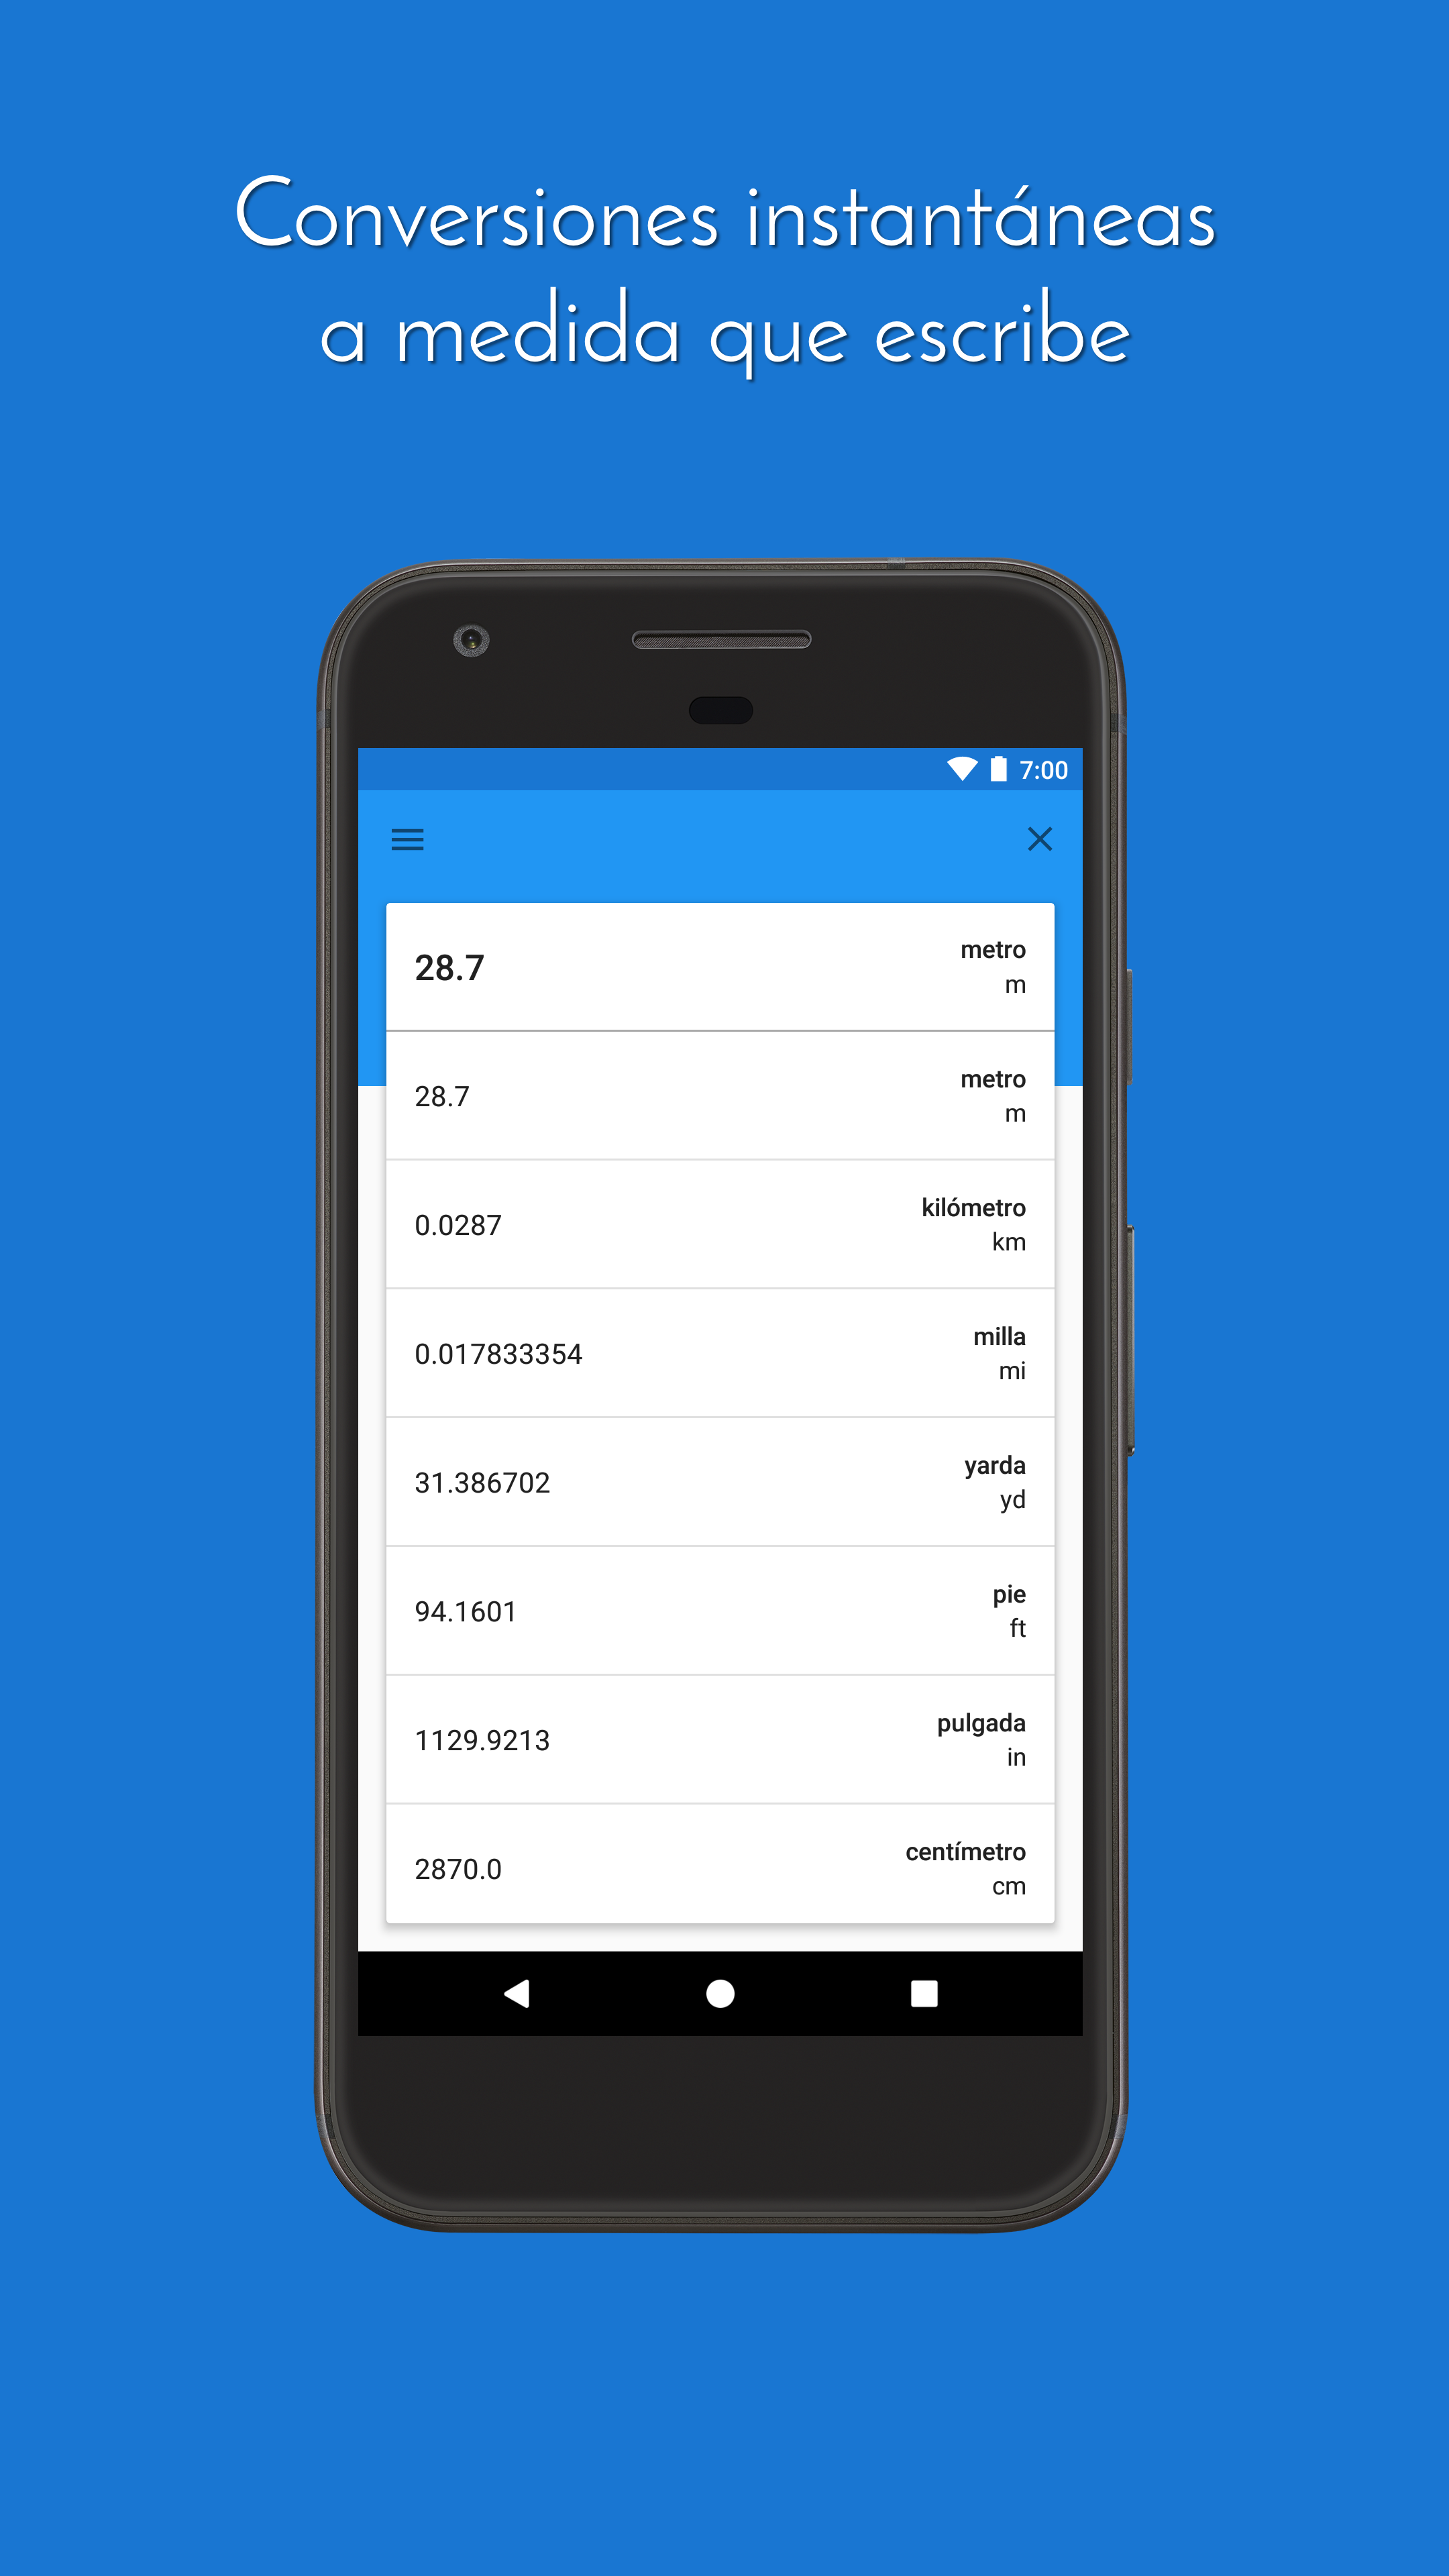 Conversiones instantáneas
a medida que escribe
7:00
28.7 metro
m
28.7 metro
m
0.0287 kilómetro
km
0.017833354 milla
mi
31.386702 yarda
yd
94.1601 pie
ft
1129.9213 pulgada
in
2870.0 centímetro
cm